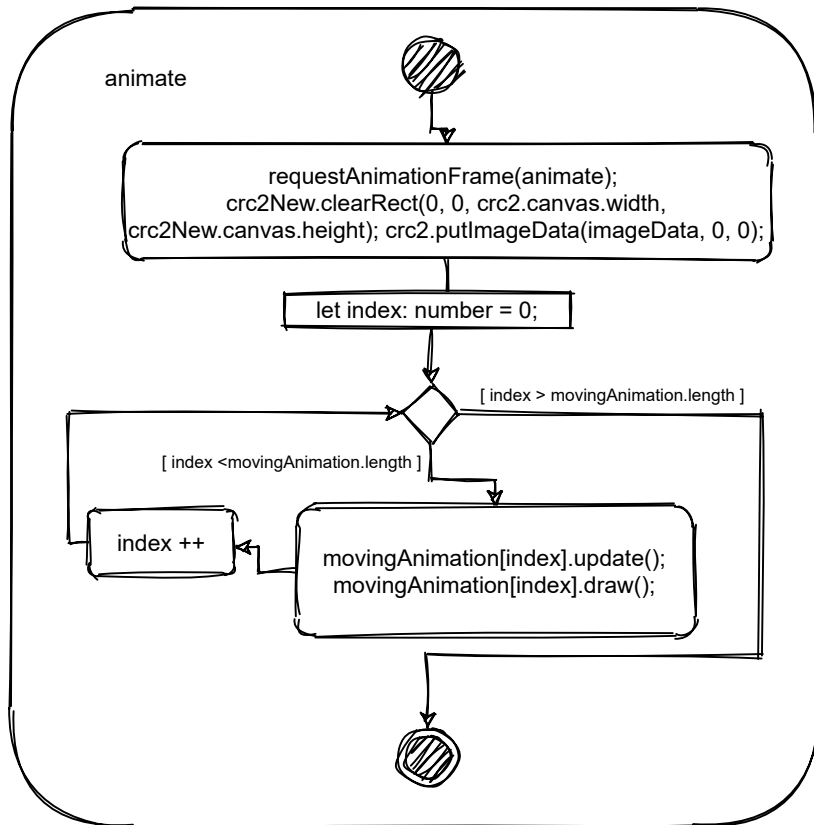 animate
requestAnimationFrame(animate);
crc2New.clearRect(0, 0, crc2.canvas.width,
crc2New.canvas.height); crc2.putImageData(imageData, 0, 0);
let index: number = 0;
[ index > movingAnimation.length ]
[ index <movingAnimation.length ]
index ++
movingAnimation[index].update();
movingAnimation[index].draw();